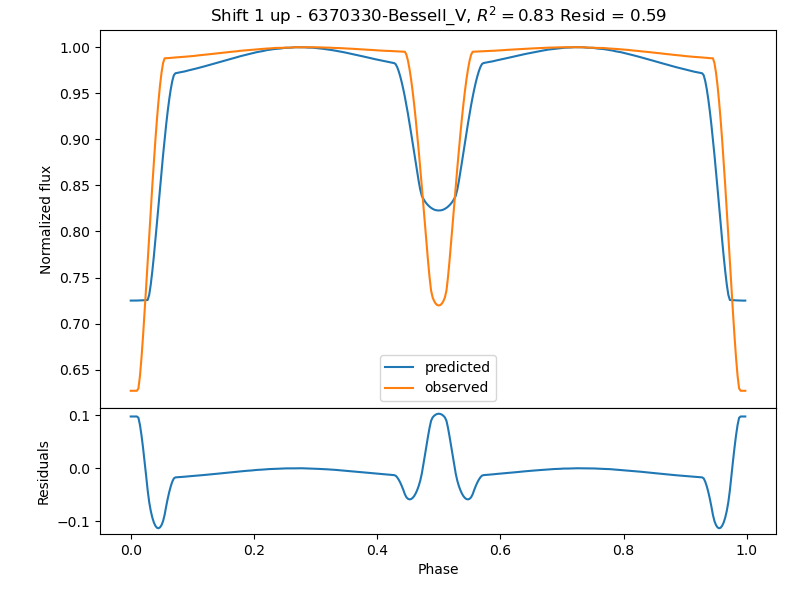 Shift 1 up - 6370330-Bessell_V, R² = 0.83 Resid = 0.59
Normalized flux
1.00
0.95
0.90
0.85
0.80
0.75
0.70
0.65
predicted
observed
Residuals
0.1
0.0
−0.1
0.0
0.2
0.4
0.6
0.8
1.0
Phase